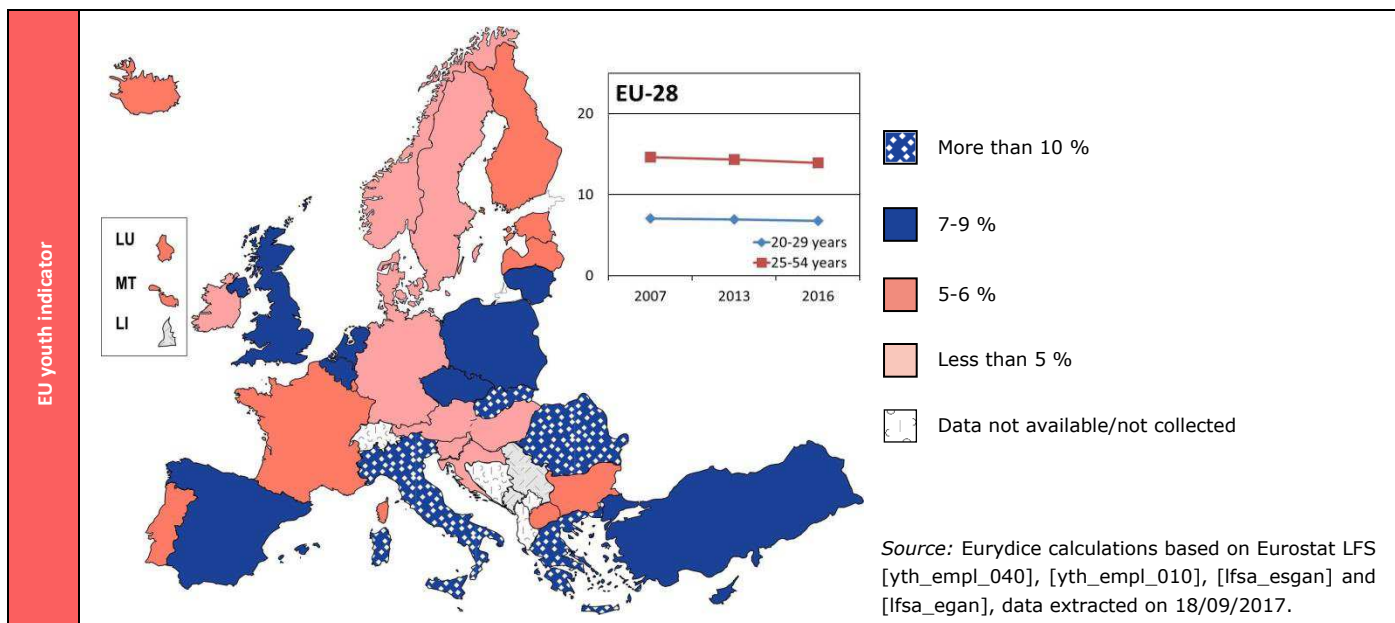 EU youth indicator
LU
MT
LI
EU-28
20
10
0
20-29 years
25-54 years
2007 2013 2016
More than 10 %
7-9 %
5-6 %
Less than 5 %
Data not available/not collected
Source: Eurydice calculations based on Eurostat LFS
[yth_empl_040], [yth_empl_010], [lfsa_esgan] and
[lfsa_egan], data extracted on 18/09/2017.